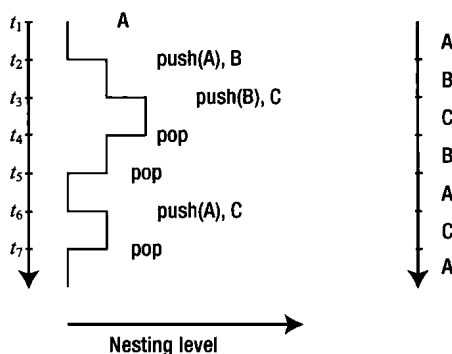 t1 A
t2 push(A), B
t3 push(B), C
t4 pop
t5 pop
t6 push(A), C
t7 pop
A
B
C
B
A
C
A
Nesting level